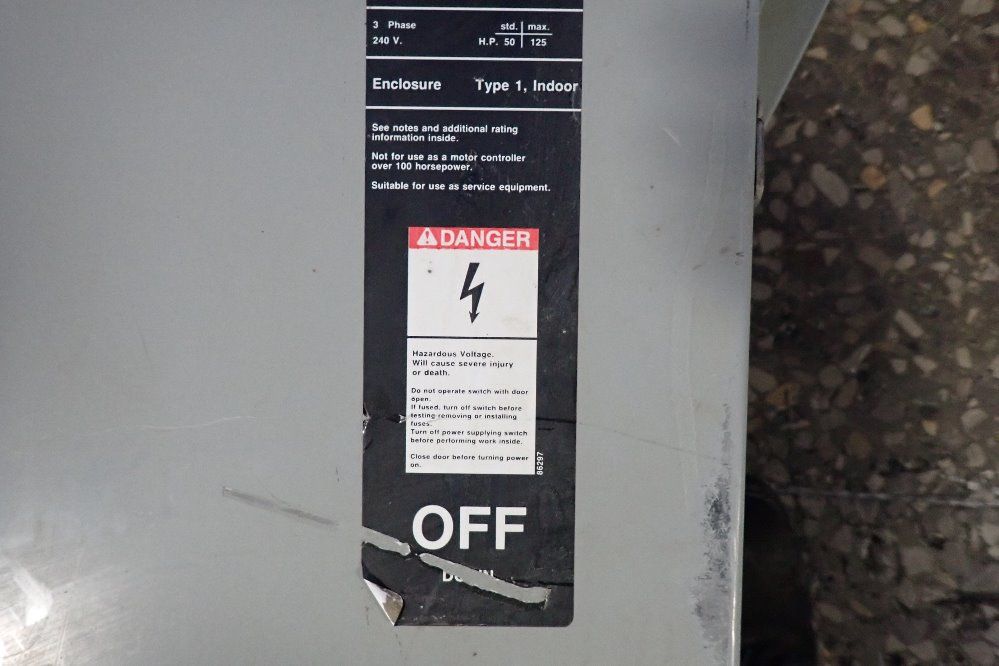 3 Phase std. max.
240 V. H.P. 50 125
Enclosure Type 1, Indoor
See notes and additional rating
information inside.
Not for use as a motor controller
over 100 horsepower.
Suitable for use as service equipment.
DANGER
Hazardous Voltage.
Will cause severe injury
or death.
Do not operate switch with door
open.
If fused, turn off switch before
testing removing or installing
fuses.
Turn off power supplying switch
before performing work inside.
Close door before turning power
on.
86297
OFF